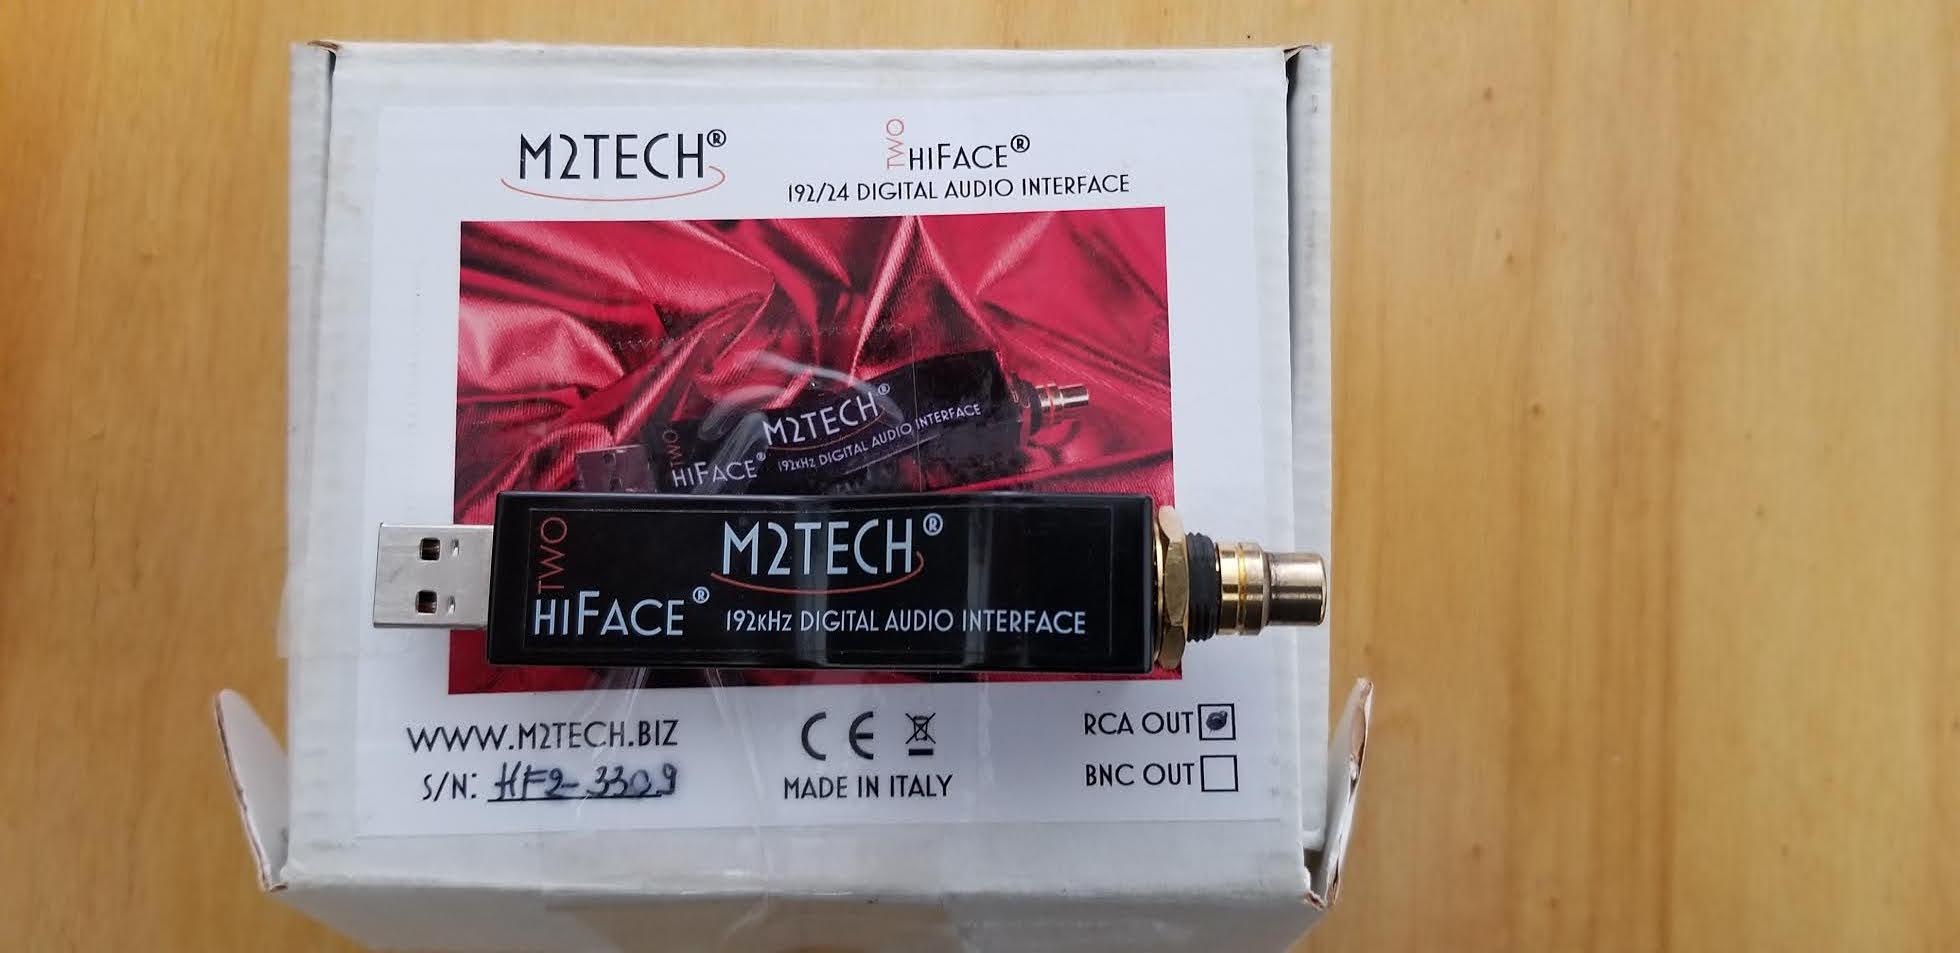 M2TECH®
TWO
HIFACE®
192/24 DIGITAL AUDIO INTERFACE
M2TECH®
TWO
HIFACE®
192KHZ DIGITAL AUDIO INTERFACE
TWO
M2TECH®
HIFACE®
192KHZ DIGITAL AUDIO INTERFACE
WWW.M2TECH.BIZ
S/N: HF2-3309
CE
MADE IN ITALY
RCA OUT
BNC OUT